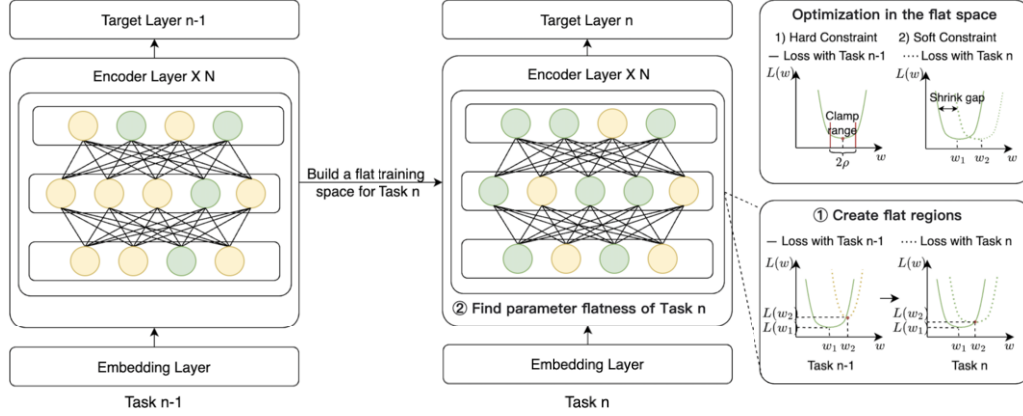 Target Layer n-1
Encoder Layer X N
Embedding Layer
Task n-1
Build a flat training
space for Task n
Target Layer n
Encoder Layer X N
② Find parameter flatness of Task n
Embedding Layer
Task n
Optimization in the flat space
1) Hard Constraint
2) Soft Constraint
— Loss with Task n-1
····· Loss with Task n
L(w)
Clamp
range
2ρ
w
L(w)
Shrink gap
w₁
w₂
w
① Create flat regions
— Loss with Task n-1
····· Loss with Task n
L(w)
L(w₂)
L(w₁)
w₁
w₂
w
Task n-1
L(w)
L(w₂)
L(w₁)
w₁
w₂
w
Task n